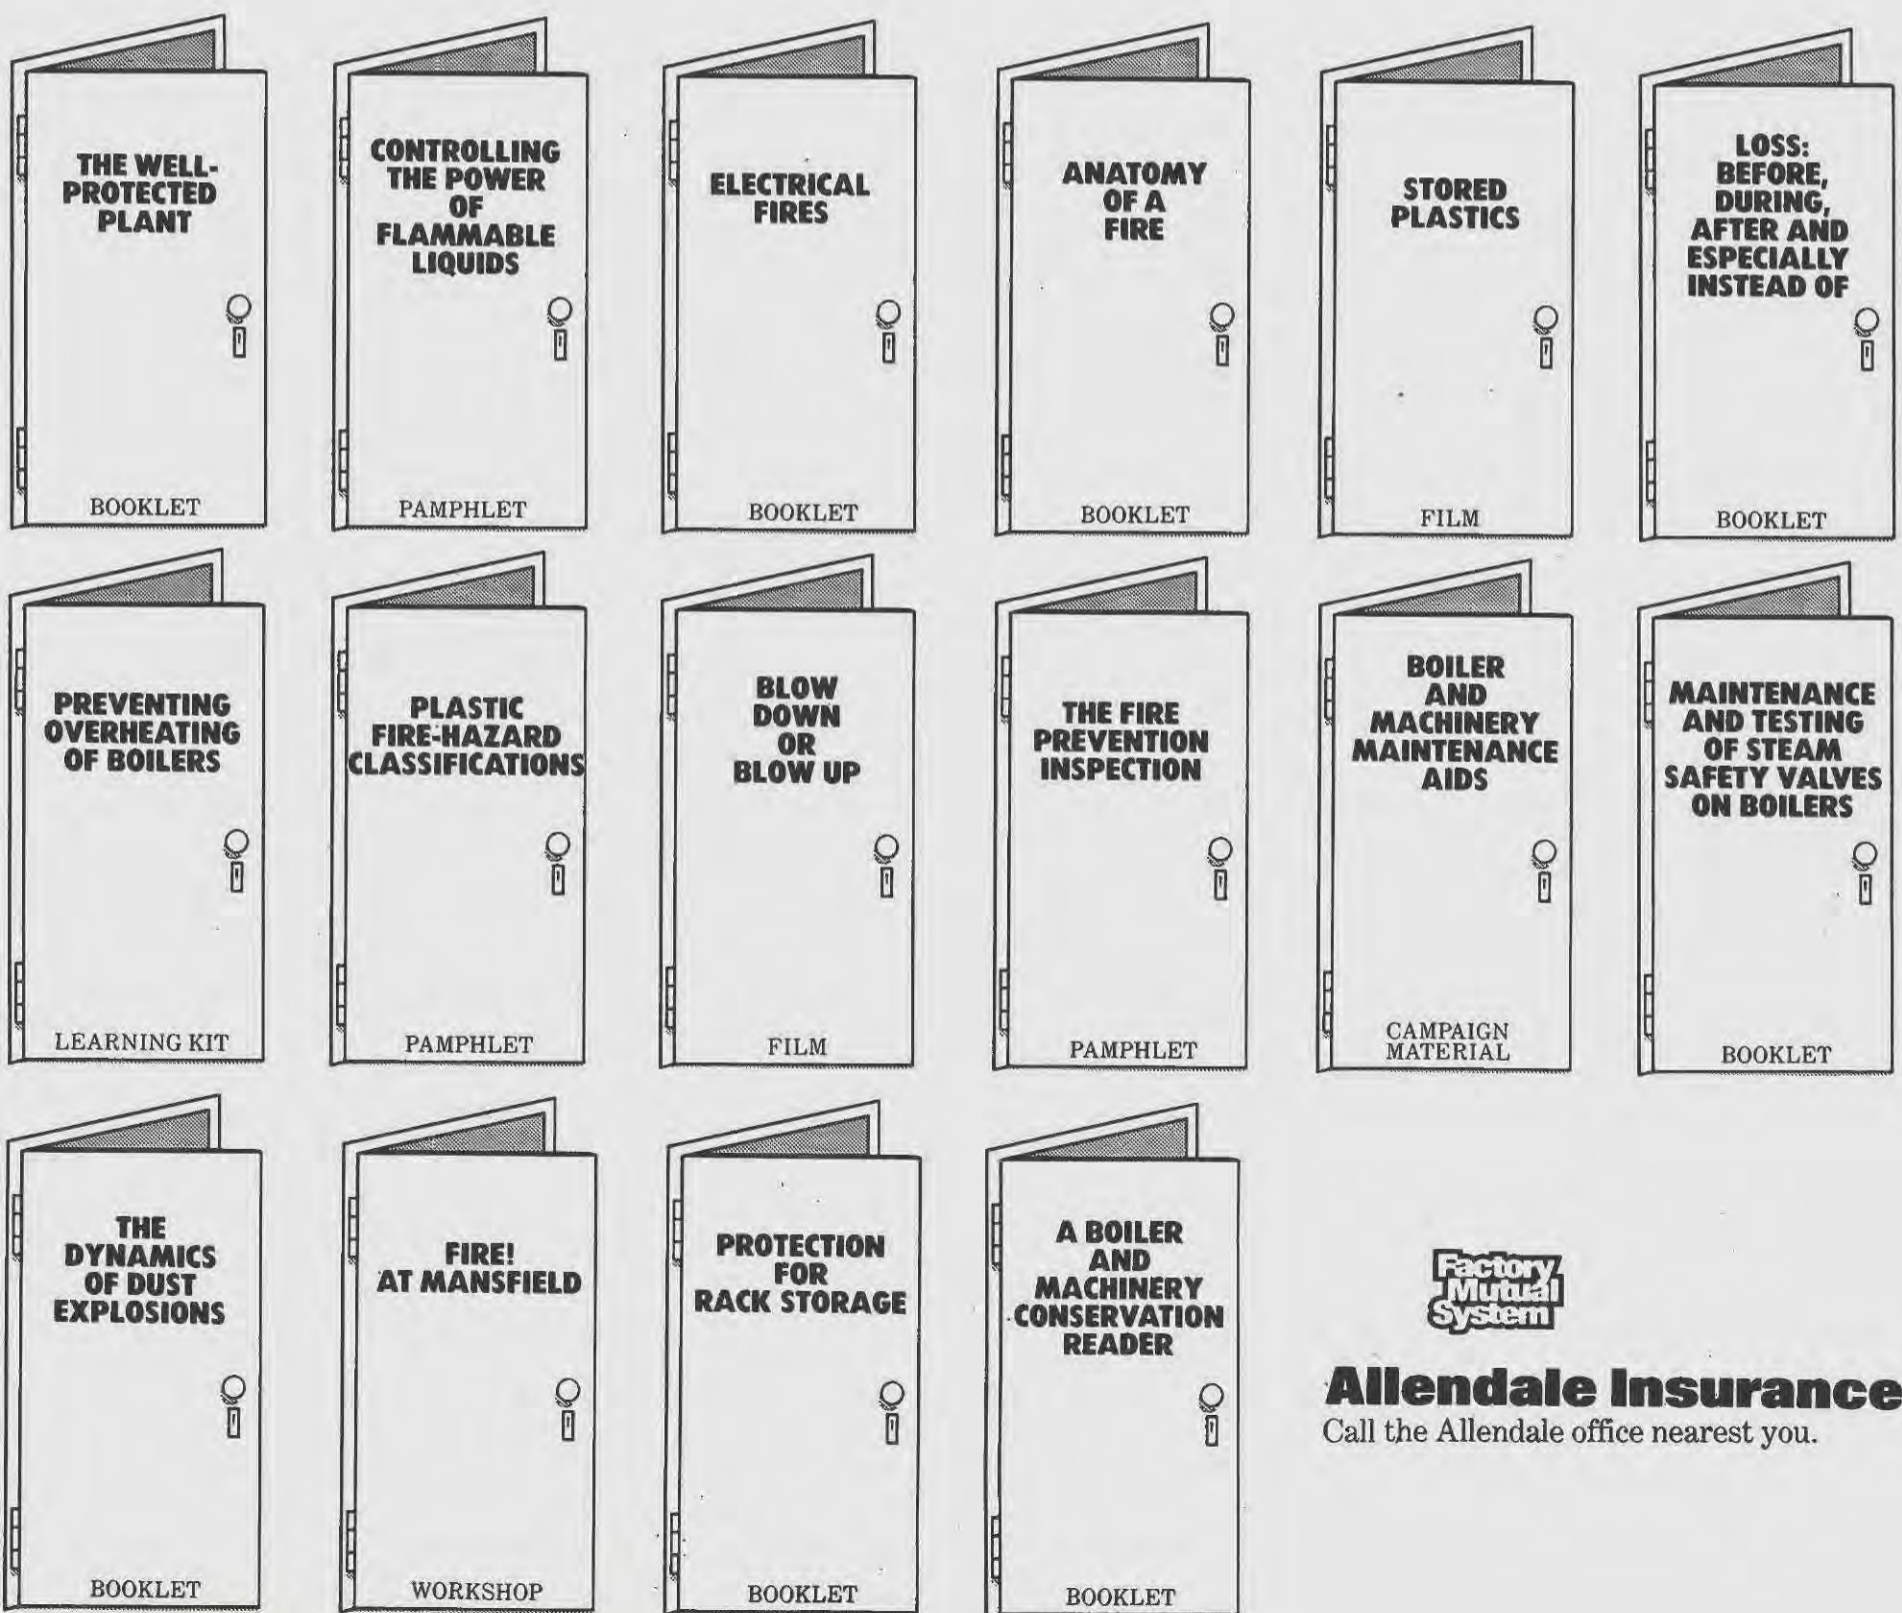 THE WELL-
PROTECTED
PLANT
BOOKLET
CONTROLLING
THE POWER
OF
FLAMMABLE
LIQUIDS
PAMPHLET
ELECTRICAL
FIRES
BOOKLET
ANATOMY
OF A
FIRE
BOOKLET
STORED
PLASTICS
FILM
LOSS:
BEFORE,
DURING,
AFTER AND
ESPECIALLY
INSTEAD OF
BOOKLET
PREVENTING
OVERHEATING
OF BOILERS
LEARNING KIT
PLASTIC
FIRE-HAZARD
CLASSIFICATIONS
PAMPHLET
BLOW
DOWN
OR
BLOW UP
FILM
THE FIRE
PREVENTION
INSPECTION
PAMPHLET
BOILER
AND
MACHINERY
MAINTENANCE
AIDS
CAMPAIGN
MATERIAL
MAINTENANCE
AND TESTING
OF STEAM
SAFETY VALVES
ON BOILERS
BOOKLET
THE
DYNAMICS
OF DUST
EXPLOSIONS
BOOKLET
FIRE!
AT MANSFIELD
WORKSHOP
PROTECTION
FOR
RACK STORAGE
BOOKLET
A BOILER
AND
MACHINERY
CONSERVATION
READER
BOOKLET
Factory
Mutual
System
Allendale Insurance
Call the Allendale office nearest you.